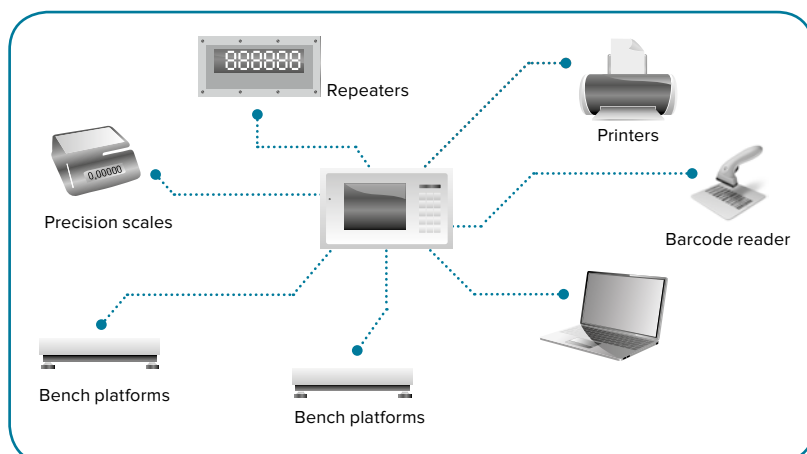 888888
Repeaters
Printers
0,00000
Precision scales
Barcode reader
Bench platforms
Bench platforms